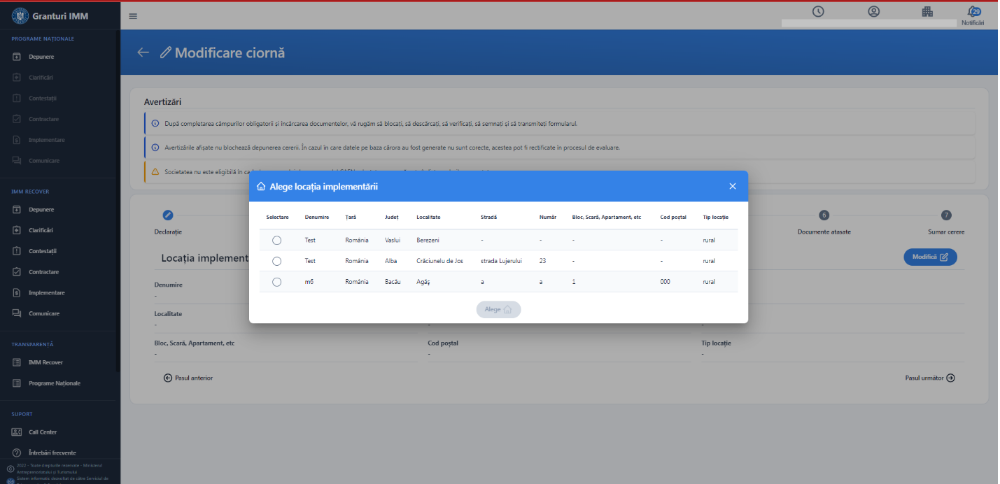 Granturi IMM
29
Notificări
PROGRAME NAȚIONALE
Depunere
Clarificări
Contestații
Contractare
Implementare
Comunicare
IMM RECOVER
Depunere
Clarificări
Contestații
Contractare
Implementare
Comunicare
TRANSPARENȚĂ
IMM Recover
Programe Naționale
SUPORT
Call Center
Întrebări frecvente
2022 - Toate drepturile rezervate - Ministerul
Antreprenoriatului și Turismului
Sistem informatic dezvoltat de către Serviciul de
Modificare ciornă
Avertizări
După completarea câmpurilor obligatorii și încărcarea documentelor, vă rugăm să blocați, să descărcați, să verificați, să semnați și să transmiteți formularul.
Avertizările afișate nu blochează depunerea cererii. În cazul în care datele pe baza cărora au fost generate nu sunt corecte, acestea pot fi rectificate în procesul de evaluare.
Societatea nu este eligibilă în
Alege locația implementării
Selectare Denumire Țară Județ Localitate Stradă Număr Bloc, Scară, Apartament, etc Cod poștal Tip locație
Test România Vaslui Berezeni - - - - rural
Test România Alba Crăciunelu de Jos strada Lujerului 23 - - rural
m6 România Bacău Agăș a a 1 000 rural
Alege
Declarație
6
Documente atasate
7
Sumar cerere
Locația implement
Modifică
Denumire
-
Localitate
-
-
-
Bloc, Scară, Apartament, etc Cod poștal Tip locație
- - -
Pasul anterior Pasul următor